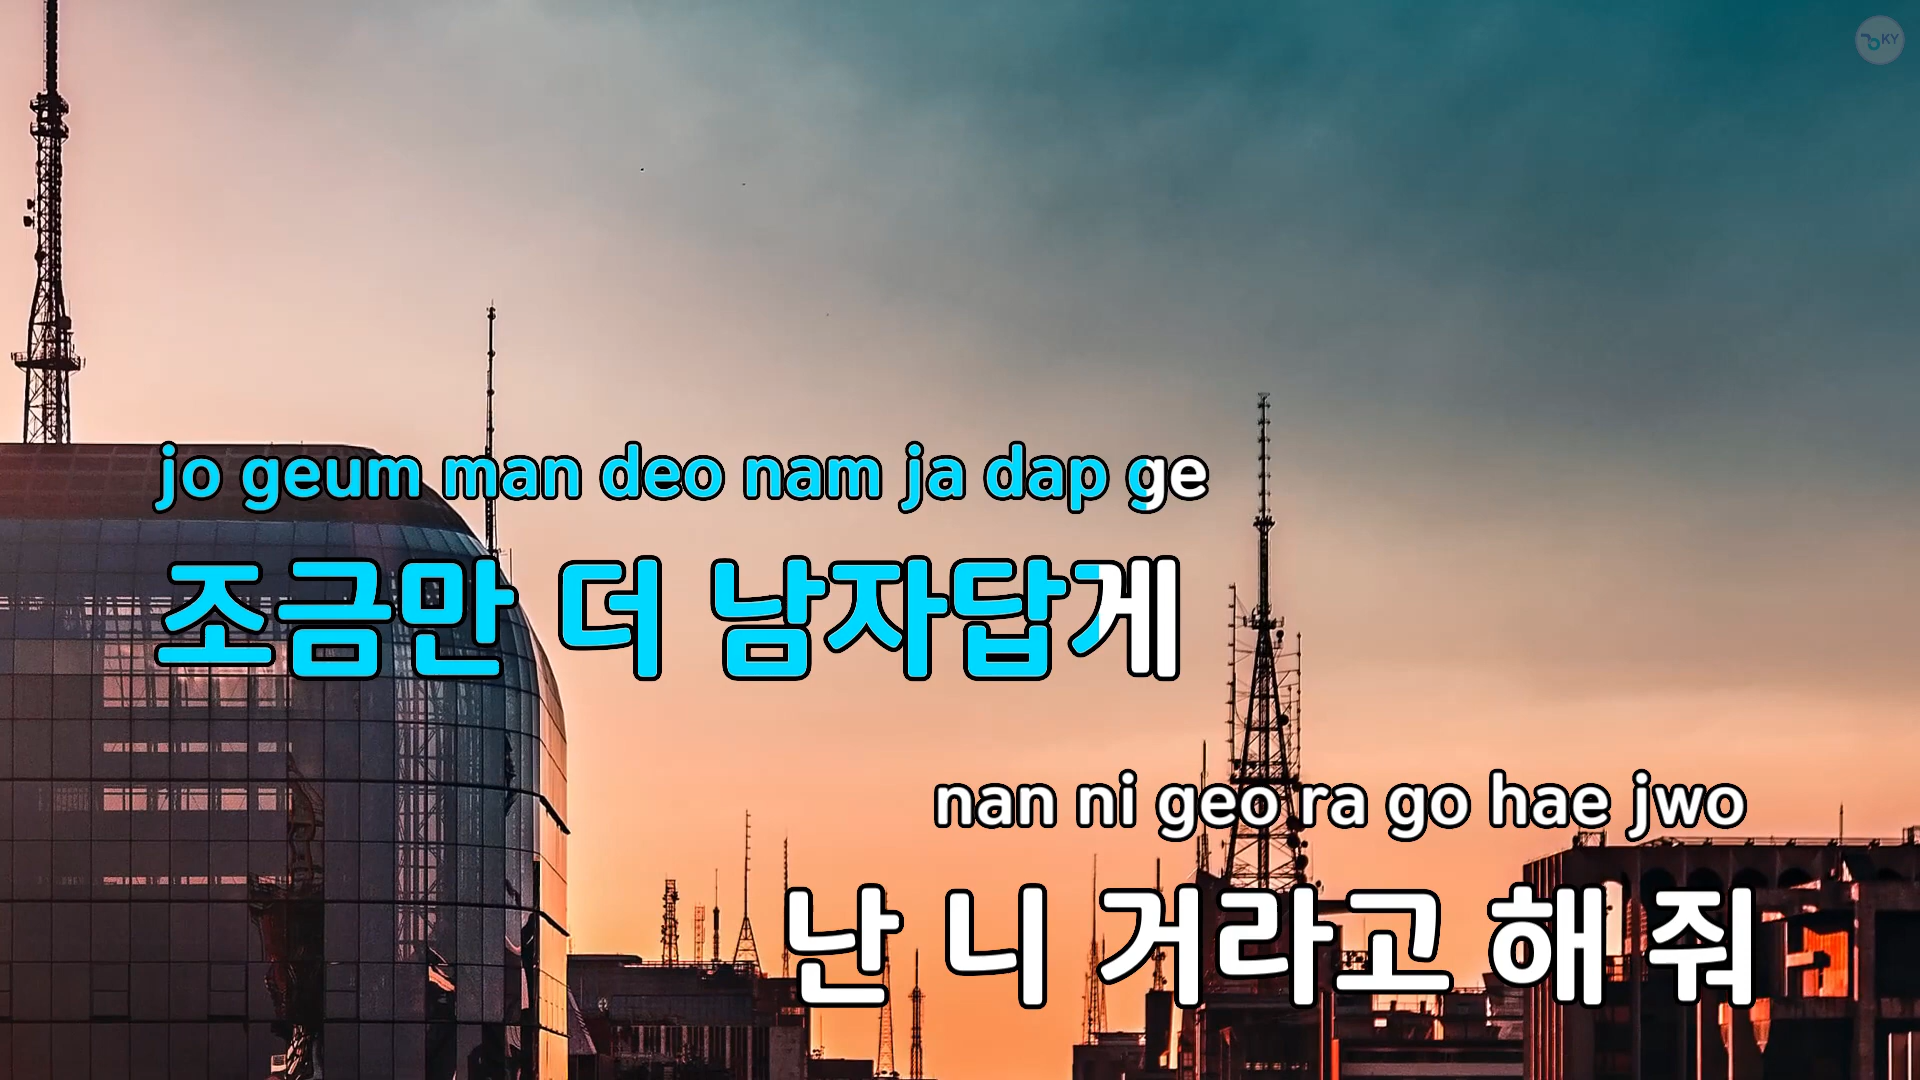 KY
jo geum man deo nam ja dap ge
조금만 더 남자답게
nan ni geo ra go hae jwo
난 니 거라고 해 줘